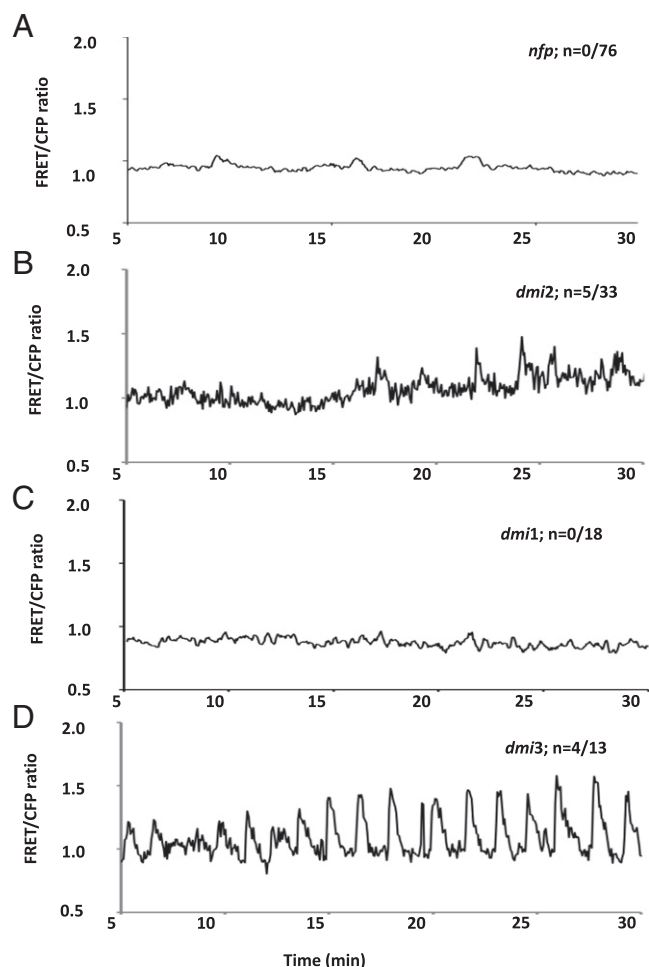 A
2.0
nfp; n=0/76
1.5
FRET/CFP ratio
1.0
0.5
5 10 15 20 25 30
B
2.0
dmi2; n=5/33
1.5
FRET/CFP ratio
1.0
0.5
5 10 15 20 25 30
C
2.0
dmi1; n=0/18
1.5
FRET/CFP ratio
1.0
0.5
5 10 15 20 25 30
D
2.0
dmi3; n=4/13
1.5
FRET/CFP ratio
1.0
0.5
5 10 15 20 25 30
Time (min)